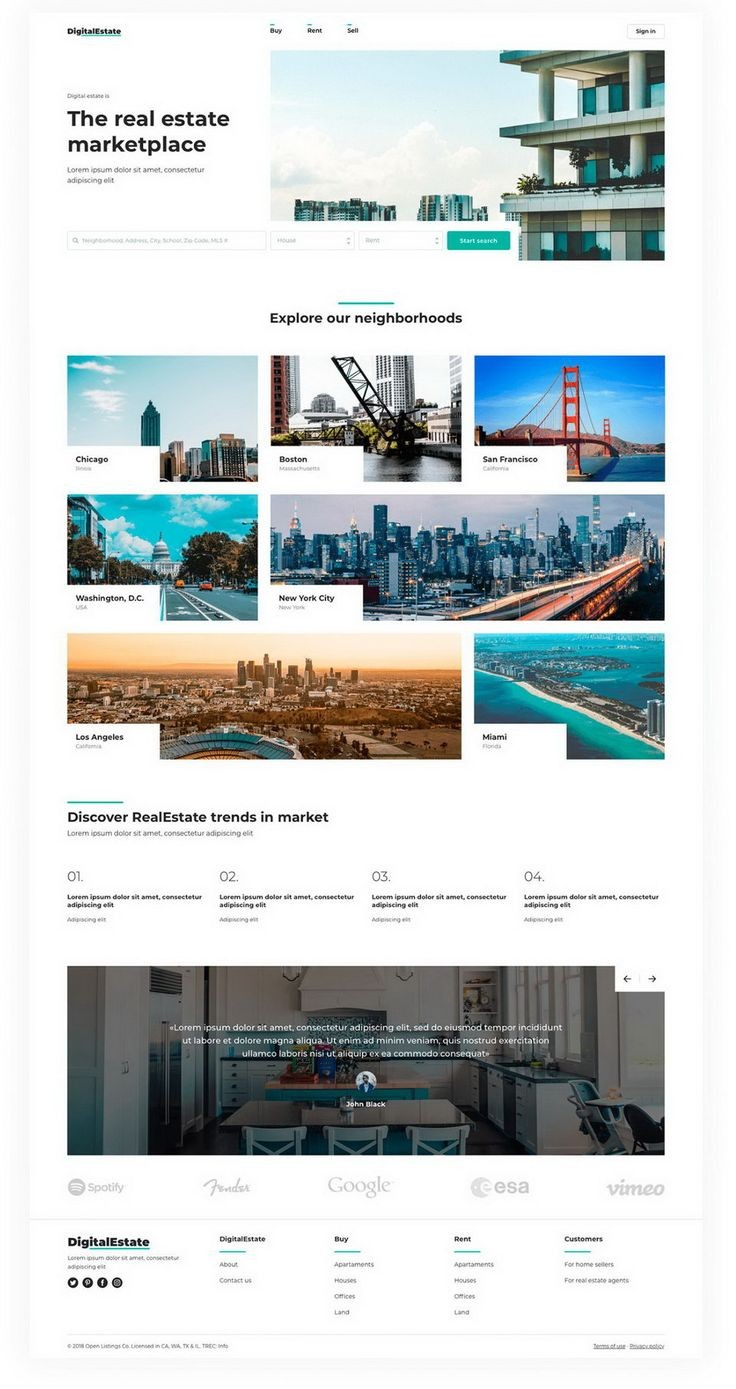 DigitalEstate
Buy
Rent
Sell
Sign in
Digital estate is
The real estate
marketplace
Lorem ipsum dolor sit amet, consectetur
adipiscing elit
Neighborhood, Address, City, School, Zip Code, MLS #
House
Rent
Start search
Explore our neighborhoods
Chicago
Ilinois
Boston
Massachusetts
San Francisco
California
Washington, D.C.
USA
New York City
New York
Los Angeles
California
Miami
Florida
Discover RealEstate trends in market
Lorem ipsum dolor sit amet, consectetur adipiscing elit
01.
Lorem ipsum dolor sit amet, consectetur
adipiscing elit
Adipiscing elit
02.
Lorem ipsum dolor sit amet, consectetur
adipiscing elit
Adipiscing elit
03.
Lorem ipsum dolor sit amet, consectetur
adipiscing elit
Adipiscing elit
04.
Lorem ipsum dolor sit amet, consectetur
adipiscing elit
Adipiscing elit
«Lorem ipsum dolor sit amet, consectetur adipiscing elit, sed do eiusmod tempor incididunt
ut labore et dolore magna aliqua. Ut enim ad minim veniam, quis nostrud exercitation
ullamco laboris nisi ut aliquip ex ea commodo consequat»
John Black
Spotify
Fender
Google
esa
vimeo
DigitalEstate
Lorem ipsum dolor sit amet, consectetur
adipiscing elit
DigitalEstate
About
Contact us
Buy
Apartaments
Houses
Offices
Land
Rent
Apartaments
Houses
Offices
Land
Customers
For home sellers
For real estate agents
© 2018 Open Listings Co. Licensed in CA, WA, TX & IL. TREC: Info
Terms of use - Privacy policy